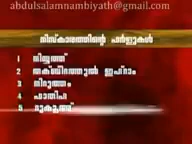 abdulsalamnambiyath@gmail.com
നിസ്കാരത്തിന്റെ ഫർളുകൾ
1 നിയ്യത്ത്
2 തക്ബീറത്തുൽ ഇഹ്റാം
3 നിറുത്തം
4 ഫാതിഹ
5 റുകൂഅ്